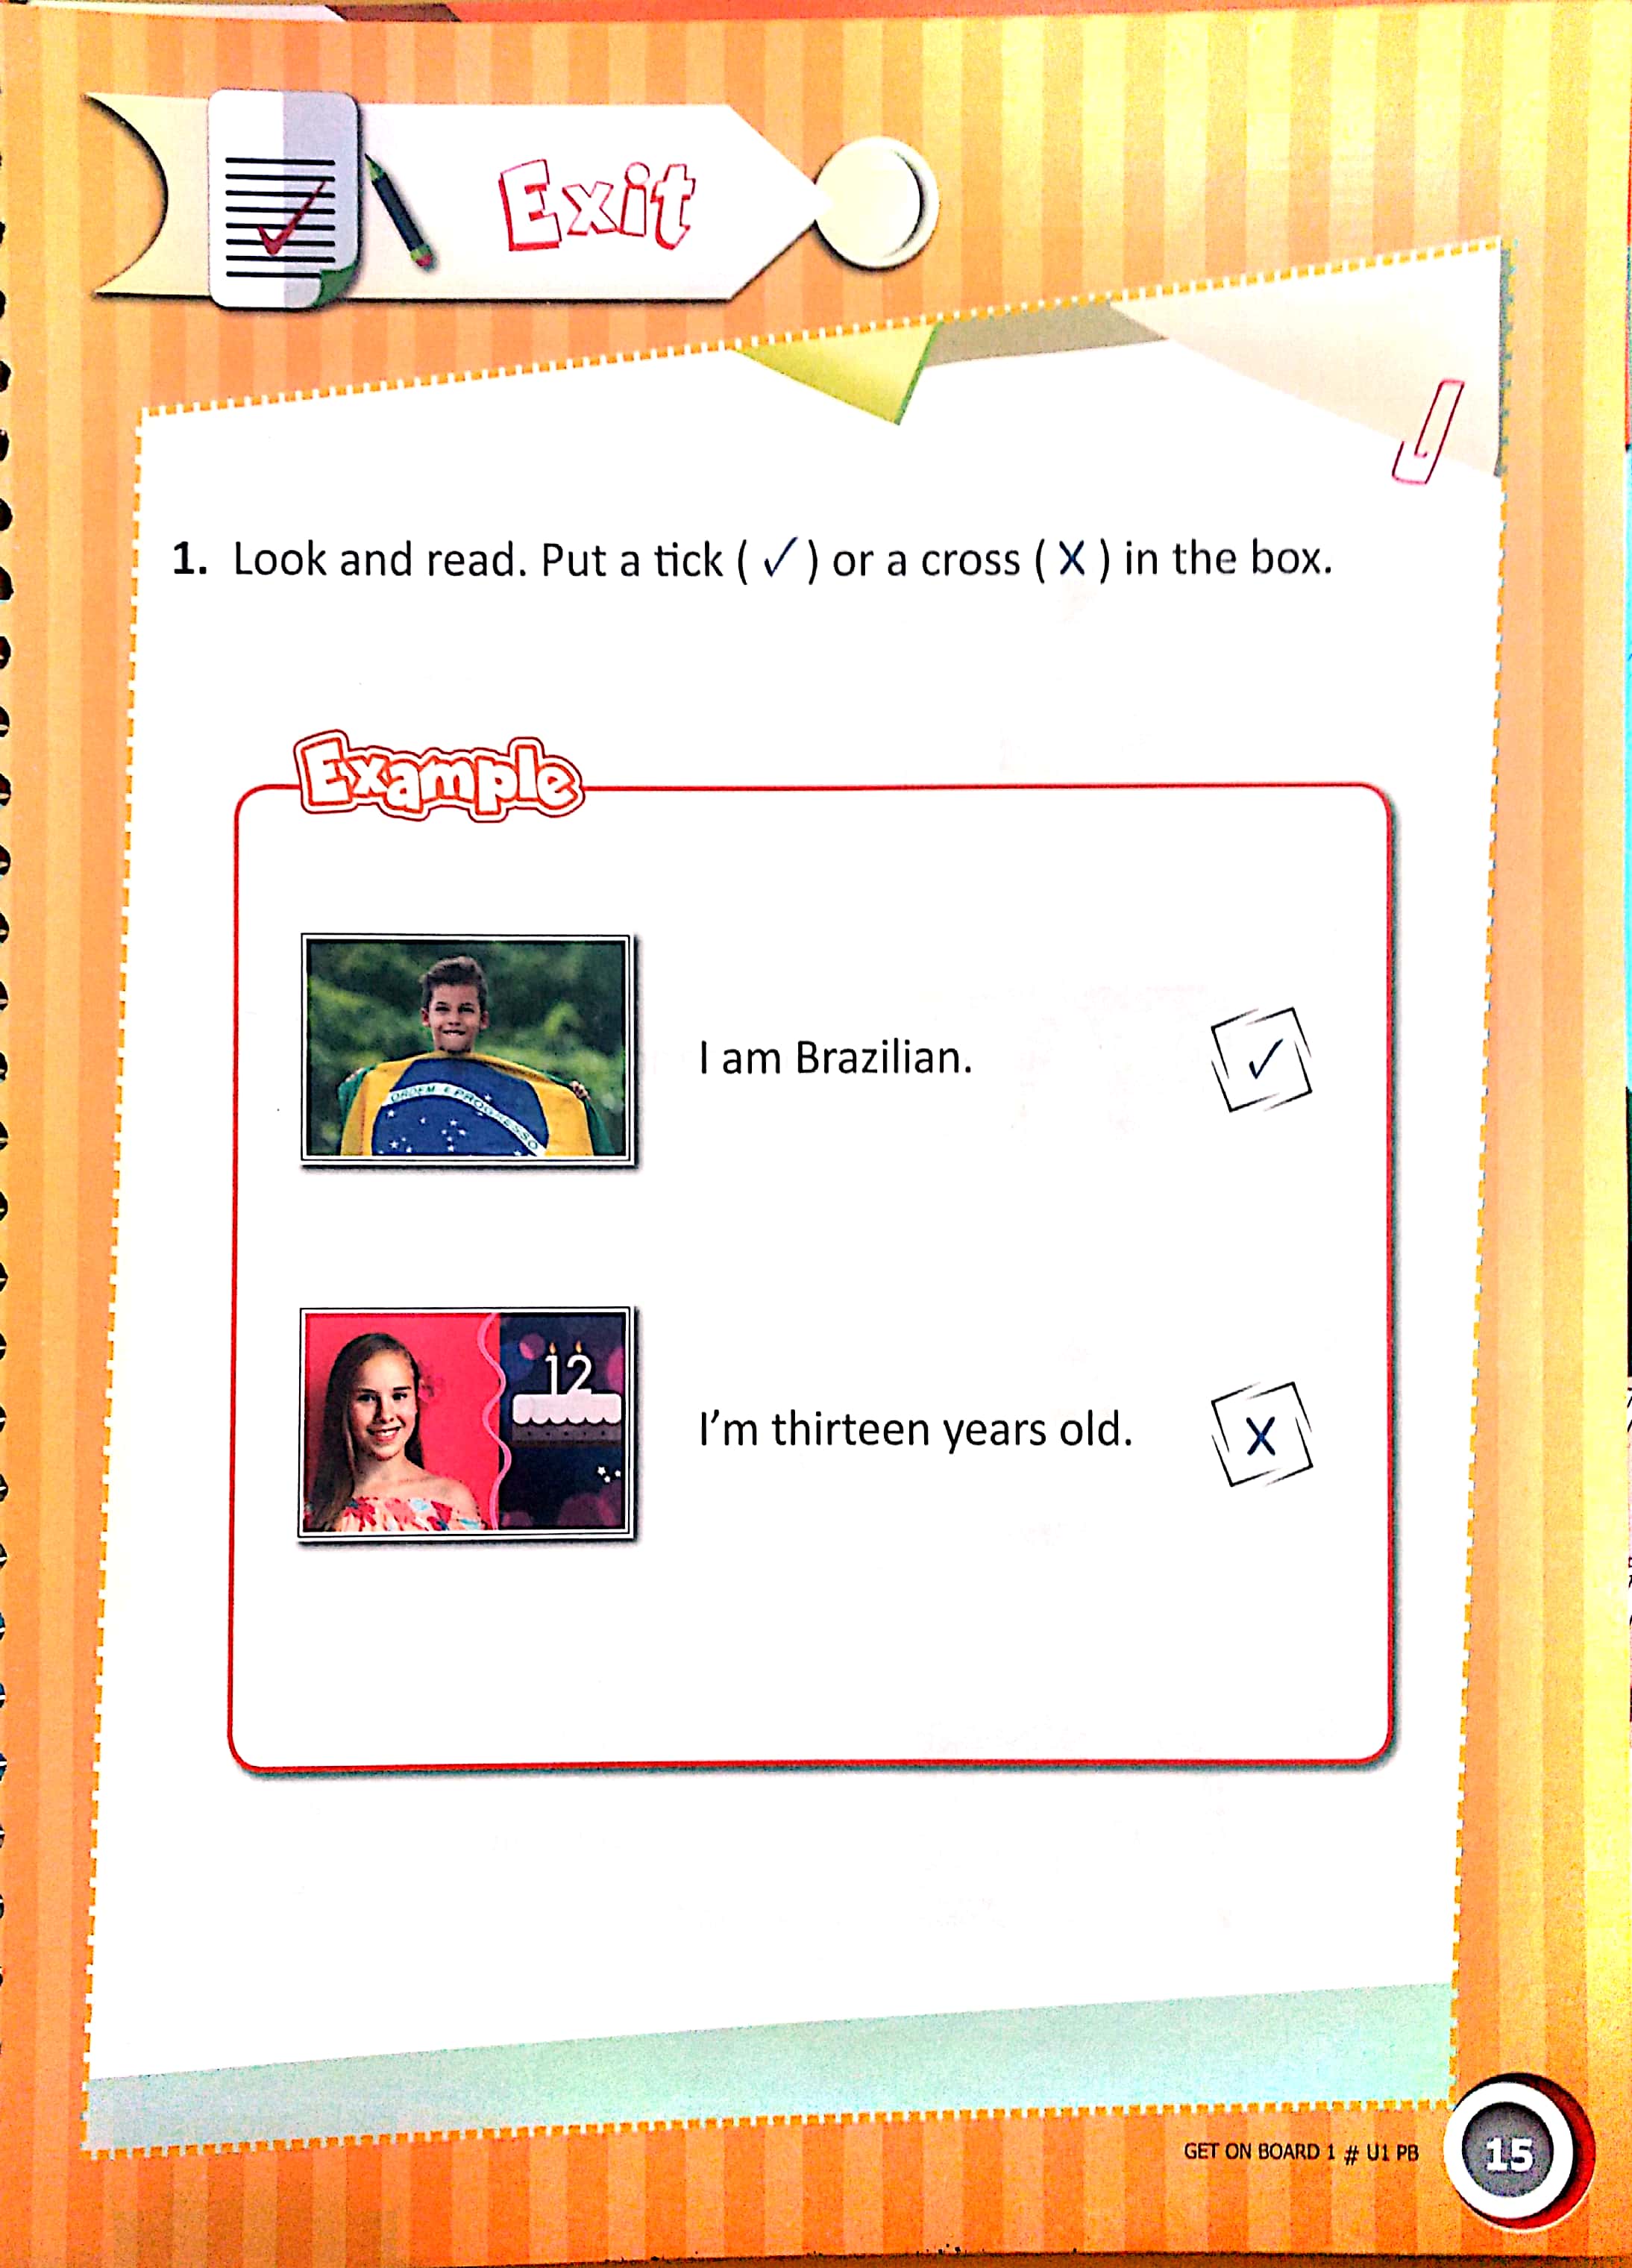 Exit
1. Look and read. Put a tick ( ✓ ) or a cross ( X ) in the box.
Example
ORDEM E PROGRESSO
I am Brazilian.
✓
12
I'm thirteen years old.
X
GET ON BOARD 1 # U1 PB
15